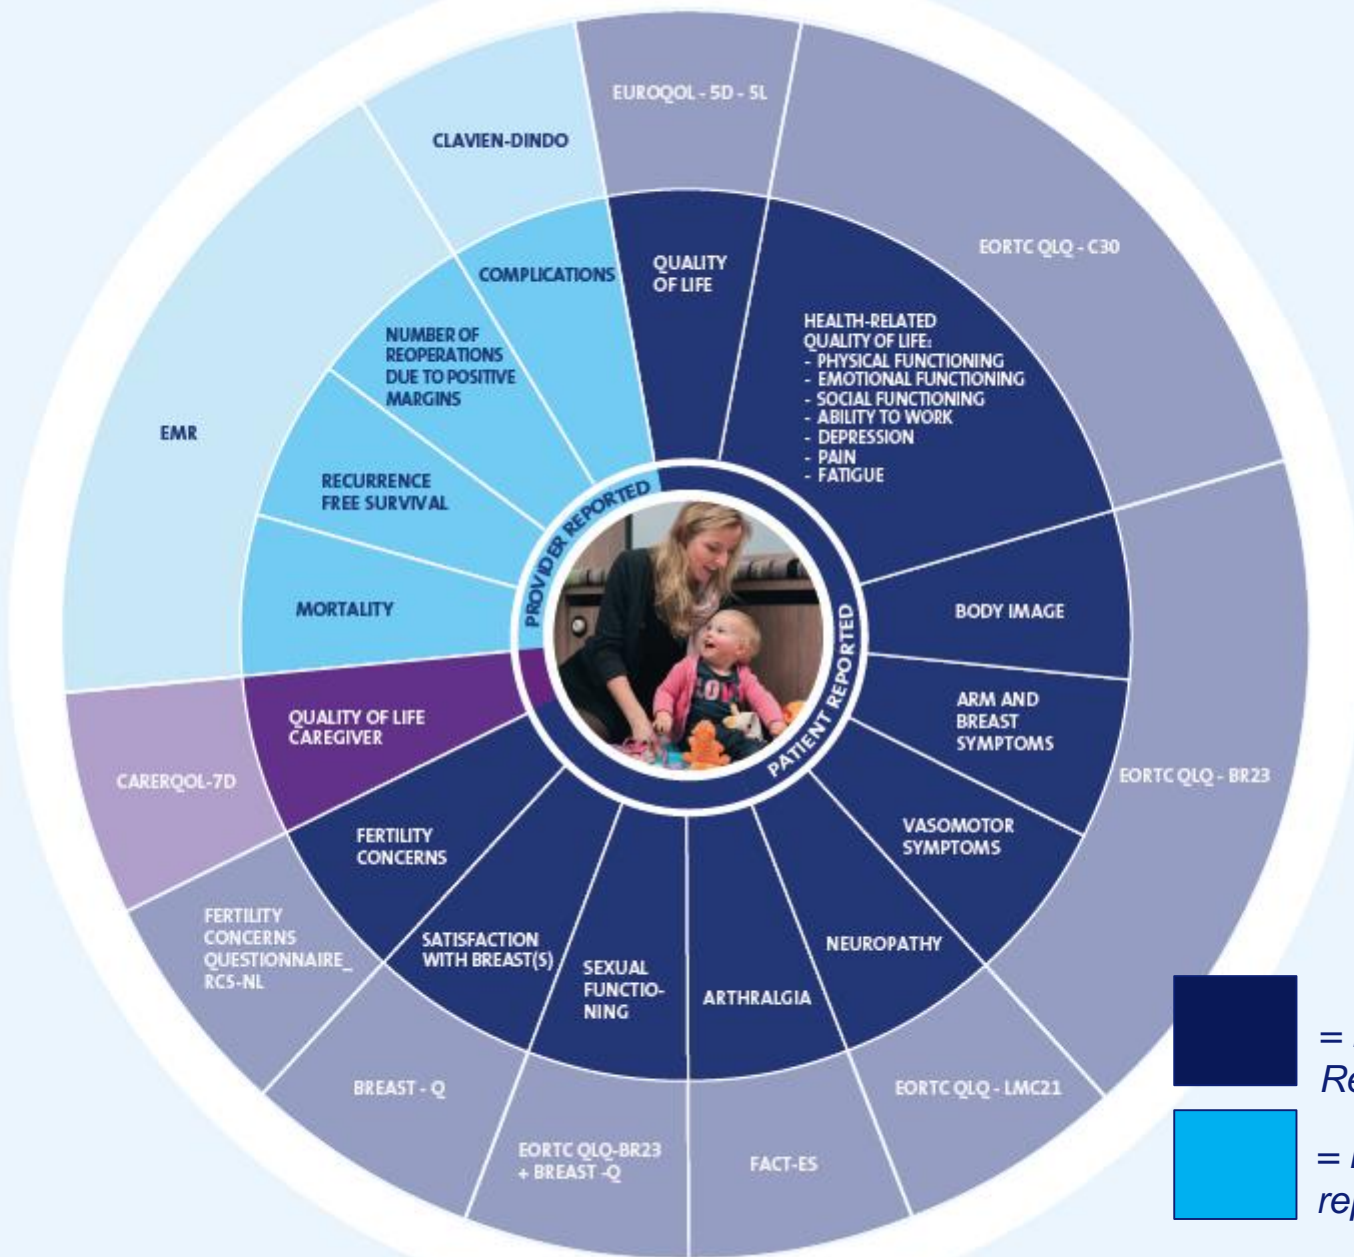 EUROQOL - 5D - 5L
CLAVIEN-DINDO
EORTC QLQ - C30
COMPLICATIONS
QUALITY
OF LIFE
HEALTH-RELATED
QUALITY OF LIFE:
- PHYSICAL FUNCTIONING
- EMOTIONAL FUNCTIONING
- SOCIAL FUNCTIONING
- ABILITY TO WORK
- DEPRESSION
- PAIN
- FATIGUE
NUMBER OF
REOPERATIONS
DUE TO POSITIVE
MARGINS
EMR
RECURRENCE
FREE SURVIVAL
PROVIDER REPORTED
MORTALITY
BODY IMAGE
PATIENT REPORTED
QUALITY OF LIFE
CAREGIVER
ARM AND
BREAST
SYMPTOMS
CARERQOL-7D
EORTC QLQ - BR23
FERTILITY
CONCERNS
VASOMOTOR
SYMPTOMS
FERTILITY
CONCERNS
QUESTIONNAIRE_
RCS-NL
SATISFACTION
WITH BREAST(S)
SEXUAL
FUNCTIO-
NING
ARTHRALGIA
NEUROPATHY
BREAST - Q
EORTC QLQ-BR23
+ BREAST -Q
FACT-ES
EORTC QLQ - LMC21
=
=